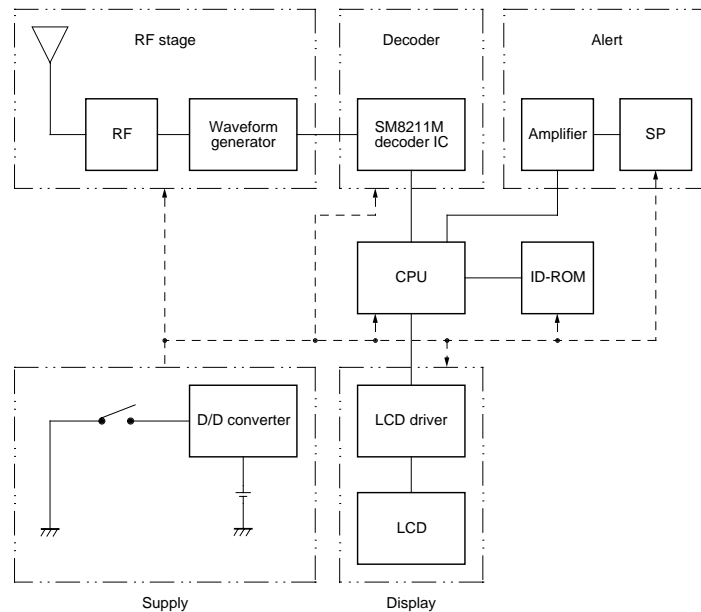 RF stage
Decoder
Alert
RF
Waveform
generator
SM8211M
decoder IC
Amplifier
SP
CPU
ID-ROM
D/D converter
LCD driver
LCD
Supply
Display